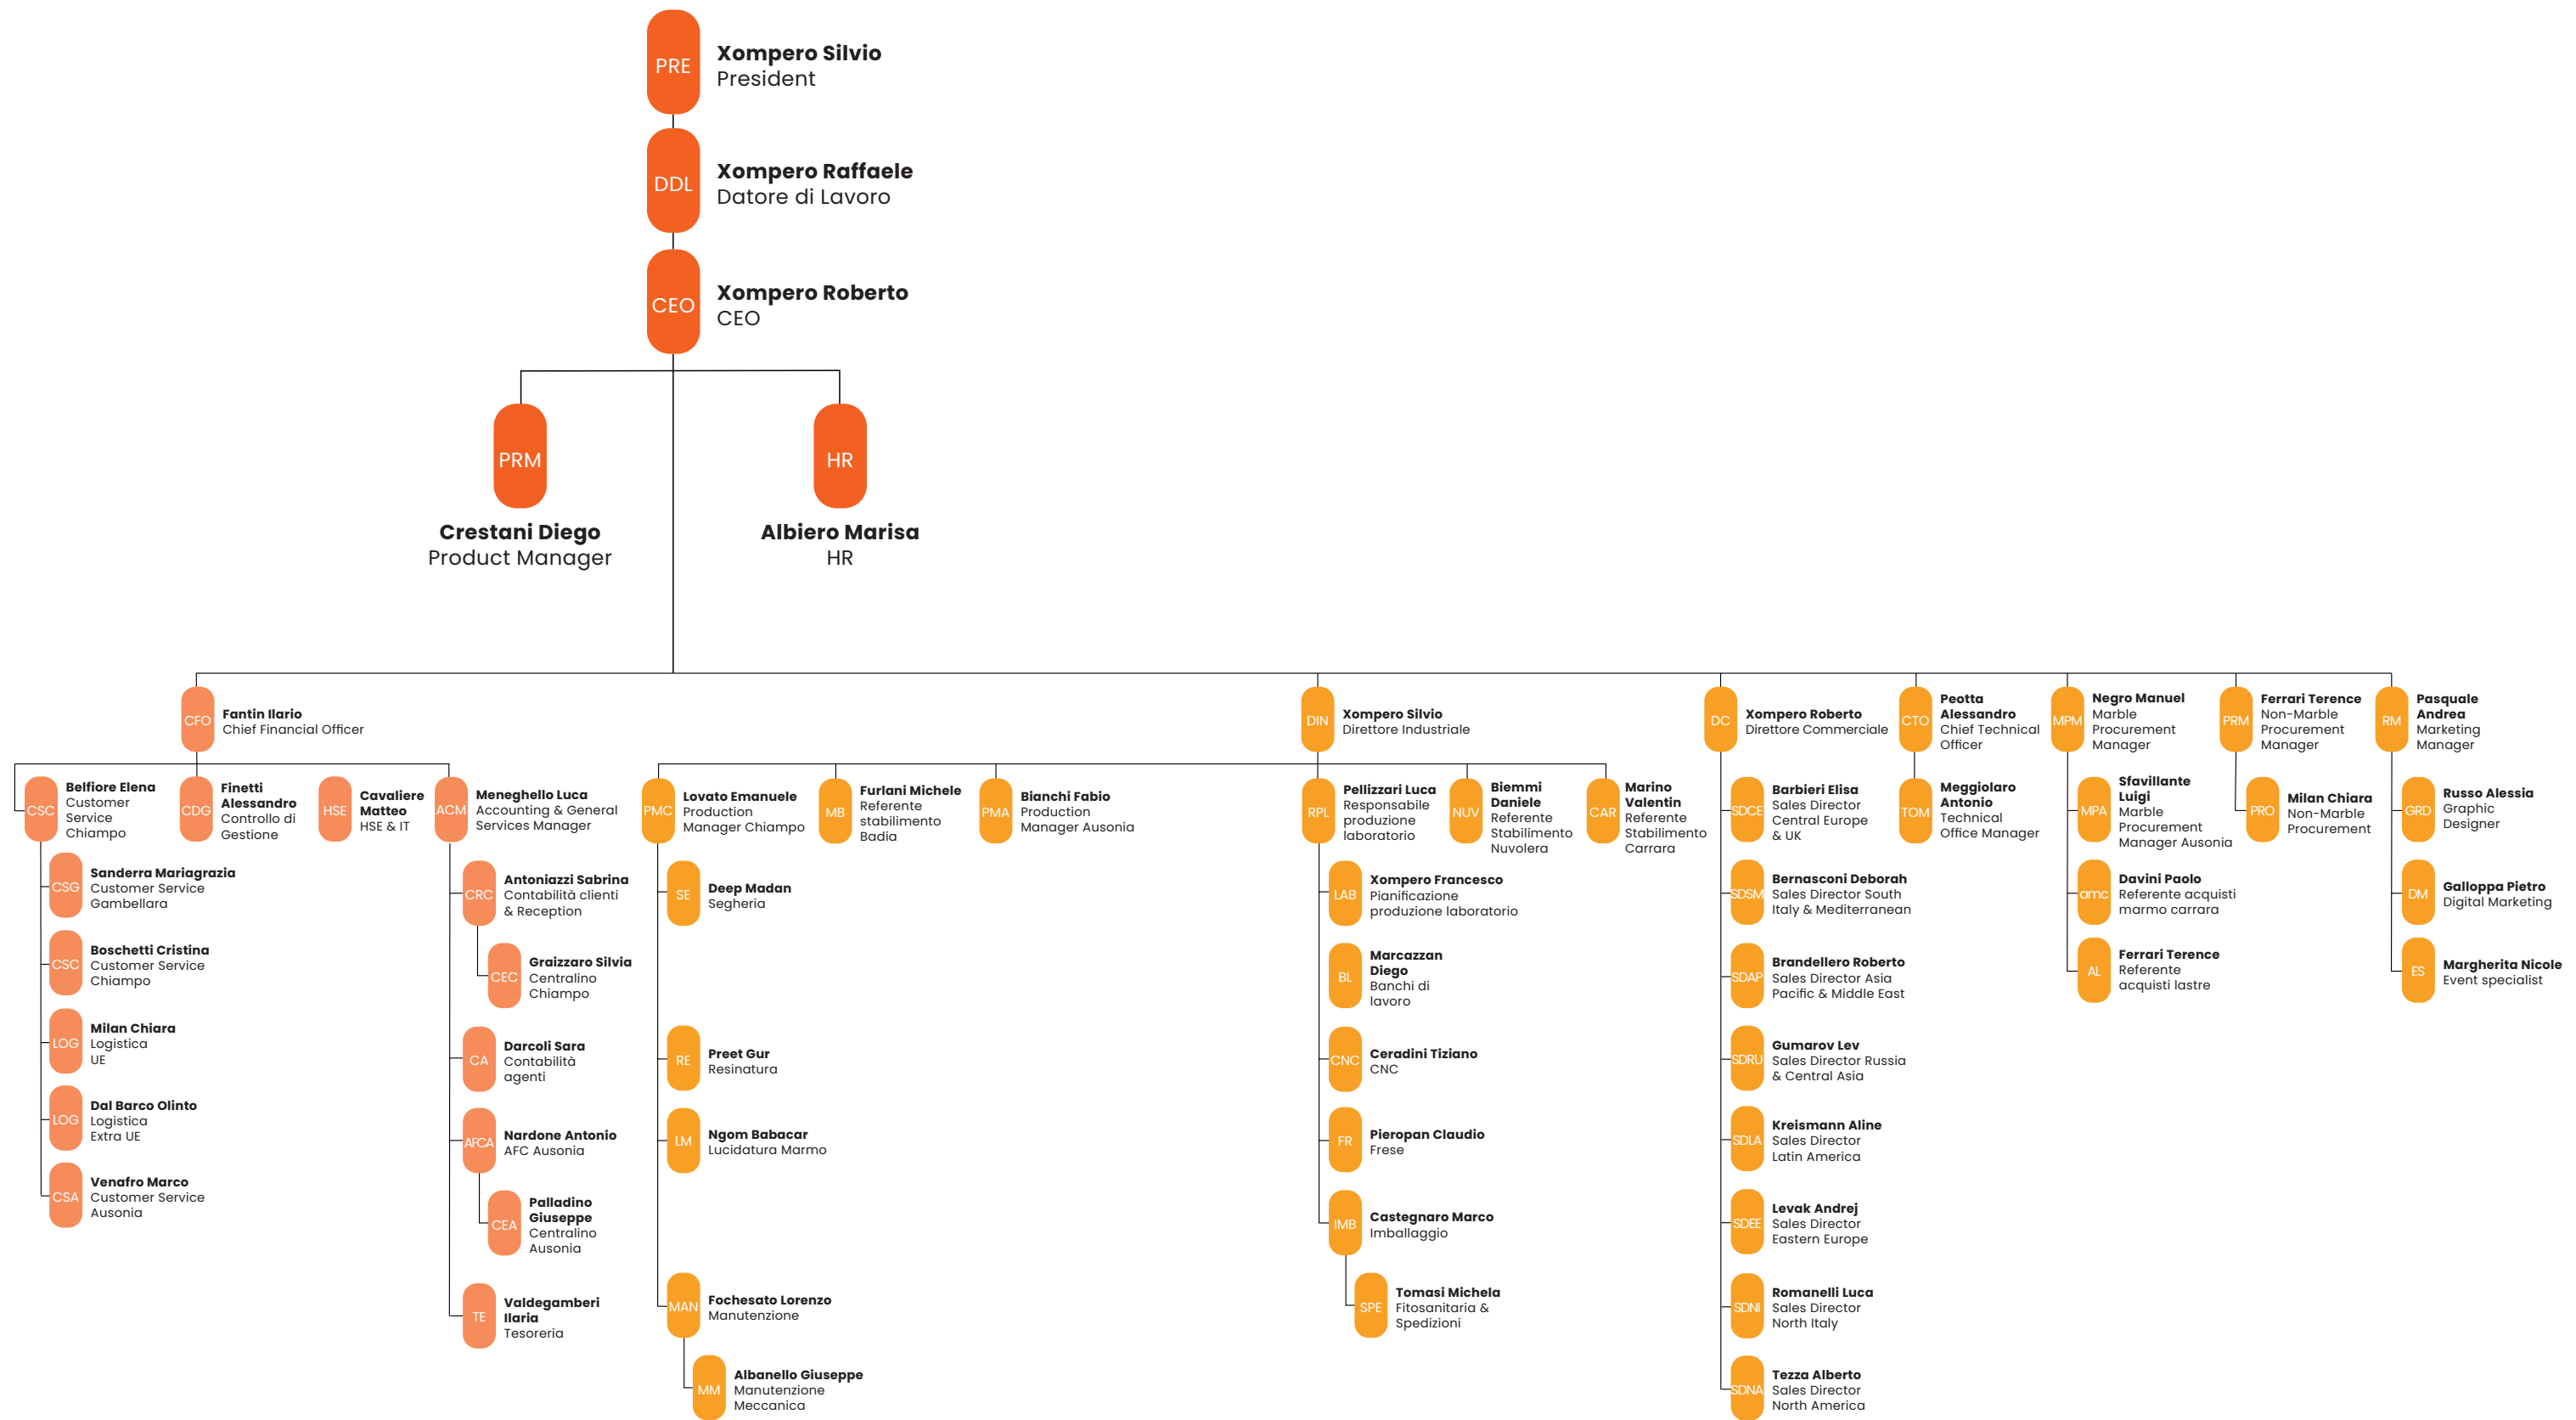 PRE
Xompero Silvio
President
DDL
Xompero Raffaele
Datore di Lavoro
CEO
Xompero Roberto
CEO
PRM
Crestani Diego
Product Manager
HR
Albiero Marisa
HR
CFO
Fantin Ilario
Chief Financial Officer
CSC
Belfiore Elena
Customer
Service
Chiampo
CSG
Sanderra Mariagrazia
Customer Service
Gambellara
CSC
Boschetti Cristina
Customer Service
Chiampo
LOG
Milan Chiara
Logistica
UE
LOG
Dal Barco Olinto
Logistica
Extra UE
CSA
Venafro Marco
Customer Service
Ausonia
CDG
Finetti
Alessandro
Controllo di
Gestione
HSE
Cavaliere
Matteo
HSE & IT
ACM
Meneghello Luca
Accounting & General
Services Manager
CRC
Antoniazzi Sabrina
Contabilità clienti
& Reception
CEC
Graizzaro Silvia
Centralino
Chiampo
CA
Darcoli Sara
Contabilità
agenti
AFCA
Nardone Antonio
AFC Ausonia
CEA
Palladino
Giuseppe
Centralino
Ausonia
TE
Valdegamberi
Ilaria
Tesoreria
DIN
Xompero Silvio
Direttore Industriale
PMC
Lovato Emanuele
Production
Manager Chiampo
SE
Deep Madan
Segheria
RE
Preet Gur
Resinatura
LM
Ngom Babacar
Lucidatura Marmo
MAN
Fochesato Lorenzo
Manutenzione
MM
Albanello Giuseppe
Manutenzione
Meccanica
MB
Furlani Michele
Referente
stabilimento
Badia
PMA
Bianchi Fabio
Production
Manager Ausonia
RPL
Pellizzari Luca
Responsabile
produzione
laboratorio
LAB
Xompero Francesco
Pianificazione
produzione laboratorio
BL
Marcazzan
Diego
Banchi di
lavoro
CNC
Ceradini Tiziano
CNC
FR
Pieropan Claudio
Frese
IMB
Castegnaro Marco
Imballaggio
SPE
Tomasi Michela
Fitosanitaria &
Spedizioni
NUV
Biemmi
Daniele
Referente
Stabilimento
Nuvolera
CAR
Marino
Valentin
Referente
Stabilimento
Carrara
DC
Xompero Roberto
Direttore Commerciale
SDCE
Barbieri Elisa
Sales Director
Central Europe
& UK
SDSM
Bernasconi Deborah
Sales Director South
Italy & Mediterranean
SDAP
Brandellero Roberto
Sales Director Asia
Pacific & Middle East
SDRU
Gumarov Lev
Sales Director Russia
& Central Asia
SDLA
Kreismann Aline
Sales Director
Latin America
SDEE
Levak Andrej
Sales Director
Eastern Europe
SDNI
Romanelli Luca
Sales Director
North Italy
SDNA
Tezza Alberto
Sales Director
North America
CTO
Peotta
Alessandro
Chief Technical
Officer
TOM
Meggiolaro
Antonio
Technical
Office Manager
MPM
Negro Manuel
Marble
Procurement
Manager
MPA
Sfavillante
Luigi
Marble
Procurement
Manager Ausonia
amc
Davini Paolo
Referente acquisti
marmo carrara
AL
Ferrari Terence
Referente
acquisti lastre
PRM
Ferrari Terence
Non-Marble
Procurement
Manager
PRO
Milan Chiara
Non-Marble
Procurement
RM
Pasquale
Andrea
Marketing
Manager
GRD
Russo Alessia
Graphic
Designer
DM
Galloppa Pietro
Digital Marketing
ES
Margherita Nicole
Event specialist